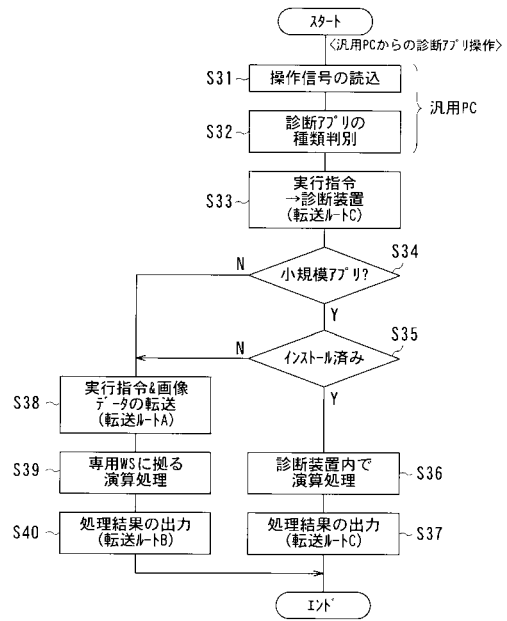 スタート
〈汎用PCからの診断アプリ操作〉
S31
操作信号の読込
S32
診断アプリの
種類判別
汎用PC
S33
実行指令
→診断装置
(転送ルートC)
S34
小規模アプリ?
N
Y
S35
インストール済み
N
Y
S38
実行指令&画像
データの転送
(転送ルートA)
S39
専用WSに拠る
演算処理
診断装置内で
演算処理
S36
S40
処理結果の出力
(転送ルートB)
処理結果の出力
(転送ルートC)
S37
エンド